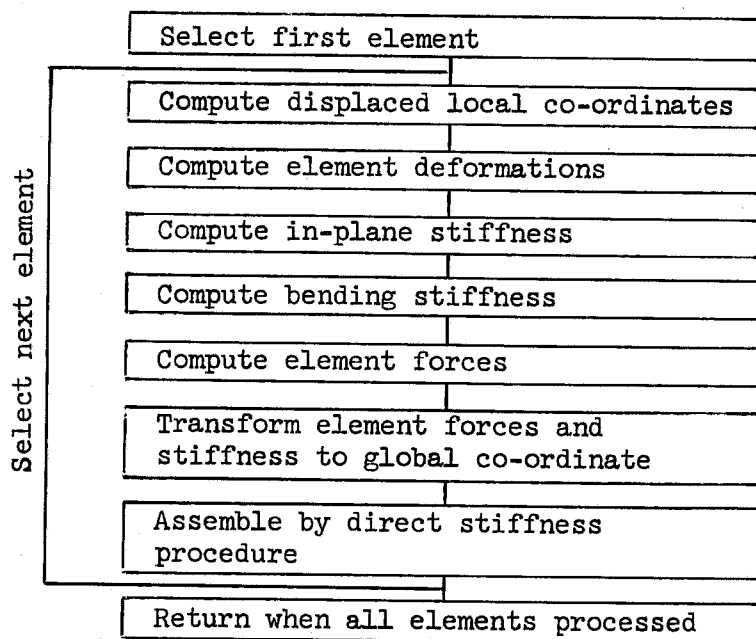 Select first element
Compute displaced local co-ordinates
Compute element deformations
Compute in-plane stiffness
Compute bending stiffness
Compute element forces
Transform element forces and
stiffness to global co-ordinate
Assemble by direct stiffness
procedure
Return when all elements processed
Select next element